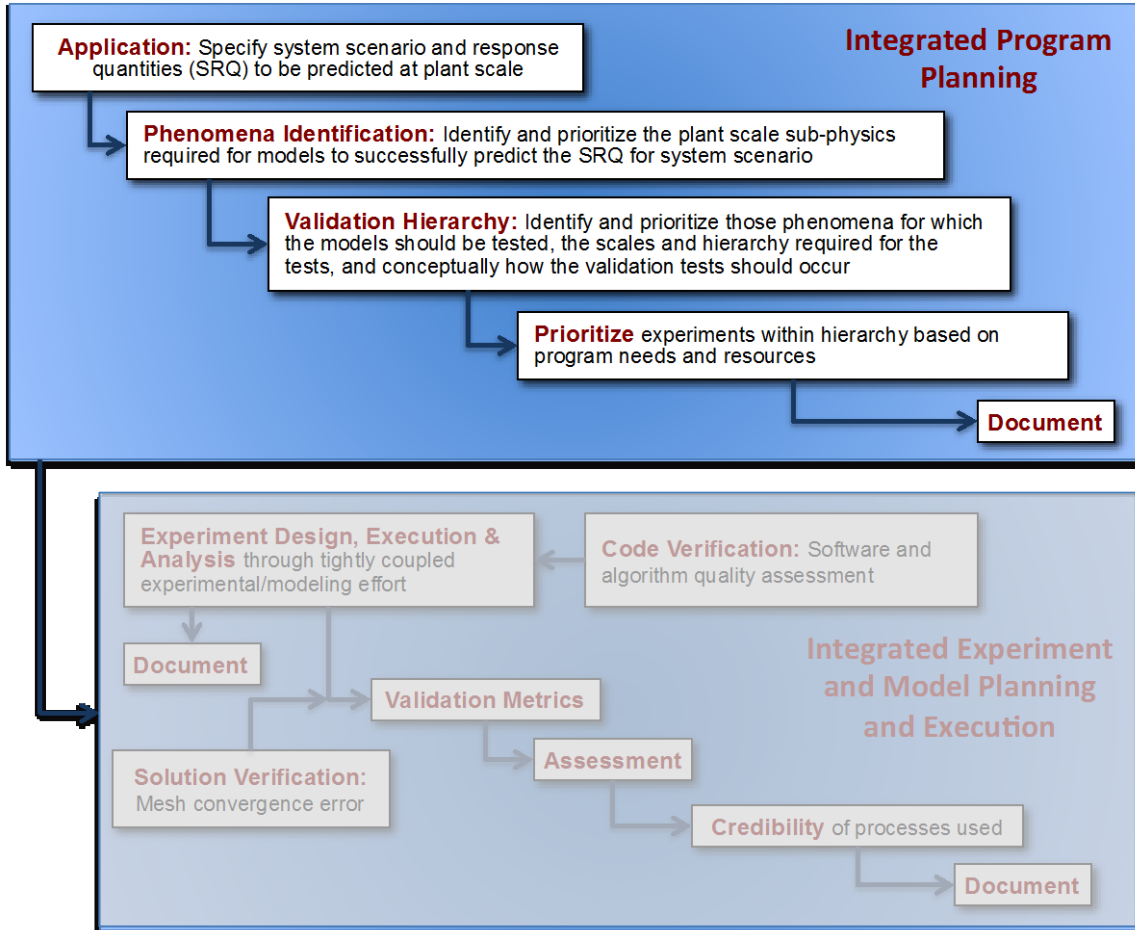 Integrated Program
Planning
Application: Specify system scenario and response
quantities (SRQ) to be predicted at plant scale
Phenomena Identification: Identify and prioritize the plant scale sub-physics
required for models to successfully predict the SRQ for system scenario
Validation Hierarchy: Identify and prioritize those phenomena for which
the models should be tested, the scales and hierarchy required for the
tests, and conceptually how the validation tests should occur
Prioritize experiments within hierarchy based on
program needs and resources
Document
Experiment Design, Execution &
Analysis through tightly coupled
experimental/modeling effort
Code Verification: Software and
algorithm quality assessment
Document
Integrated Experiment
and Model Planning
and Execution
Validation Metrics
Solution Verification:
Mesh convergence error
Assessment
Credibility of processes used
Document